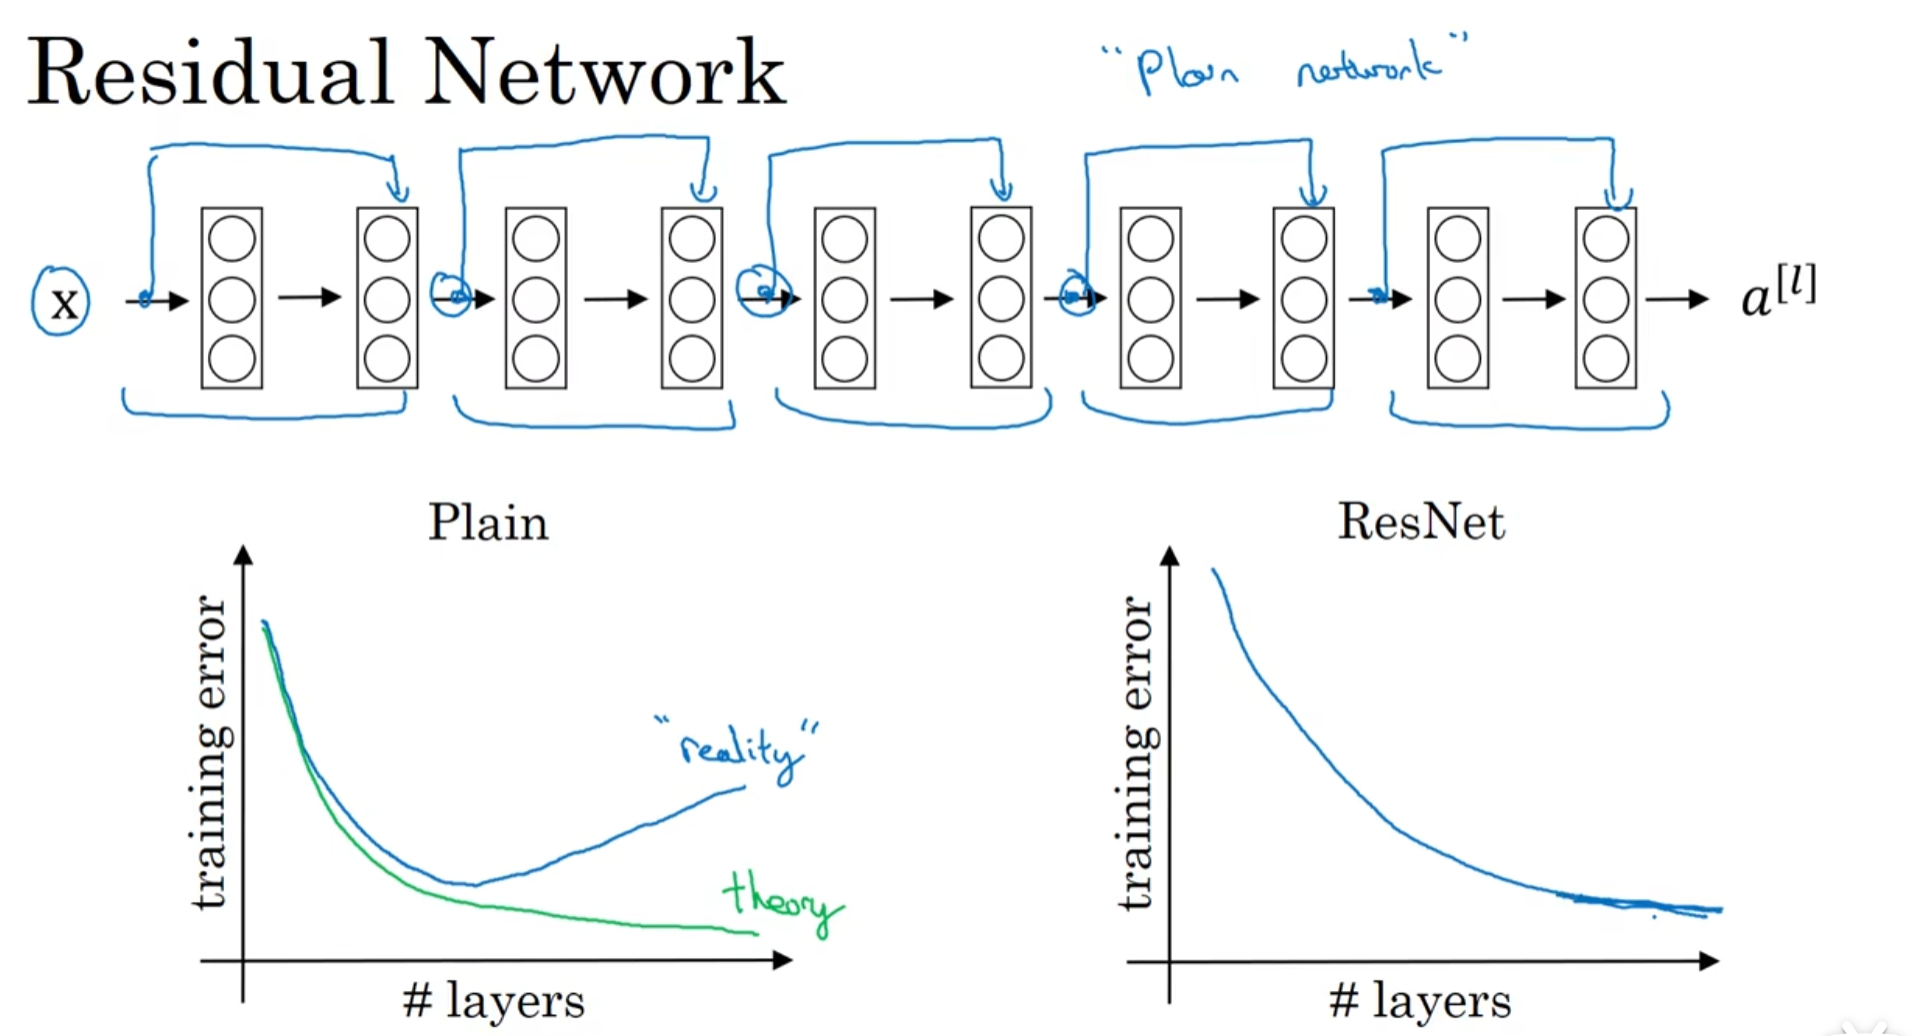 Residual Network
"Plain network"
x
a[l]
Plain
ResNet
training error
"reality"
theory
# layers
training error
# layers